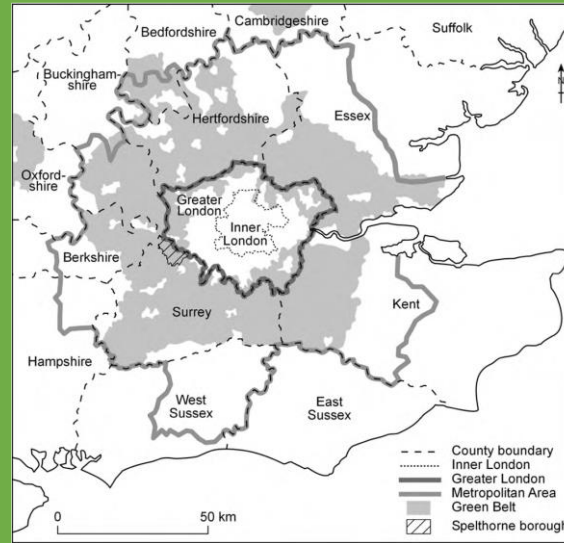 Cambridgeshire
Bedfordshire
Suffolk
Buckingham-
shire
N
Hertfordshire
Essex
Oxford-
shire
Greater
London
Inner
London
Berkshire
Surrey
Kent
Hampshire
West
Sussex
East
Sussex
County boundary
Inner London
Greater London
Metropolitan Area
Green Belt
Spelthorne borough
0
50 km